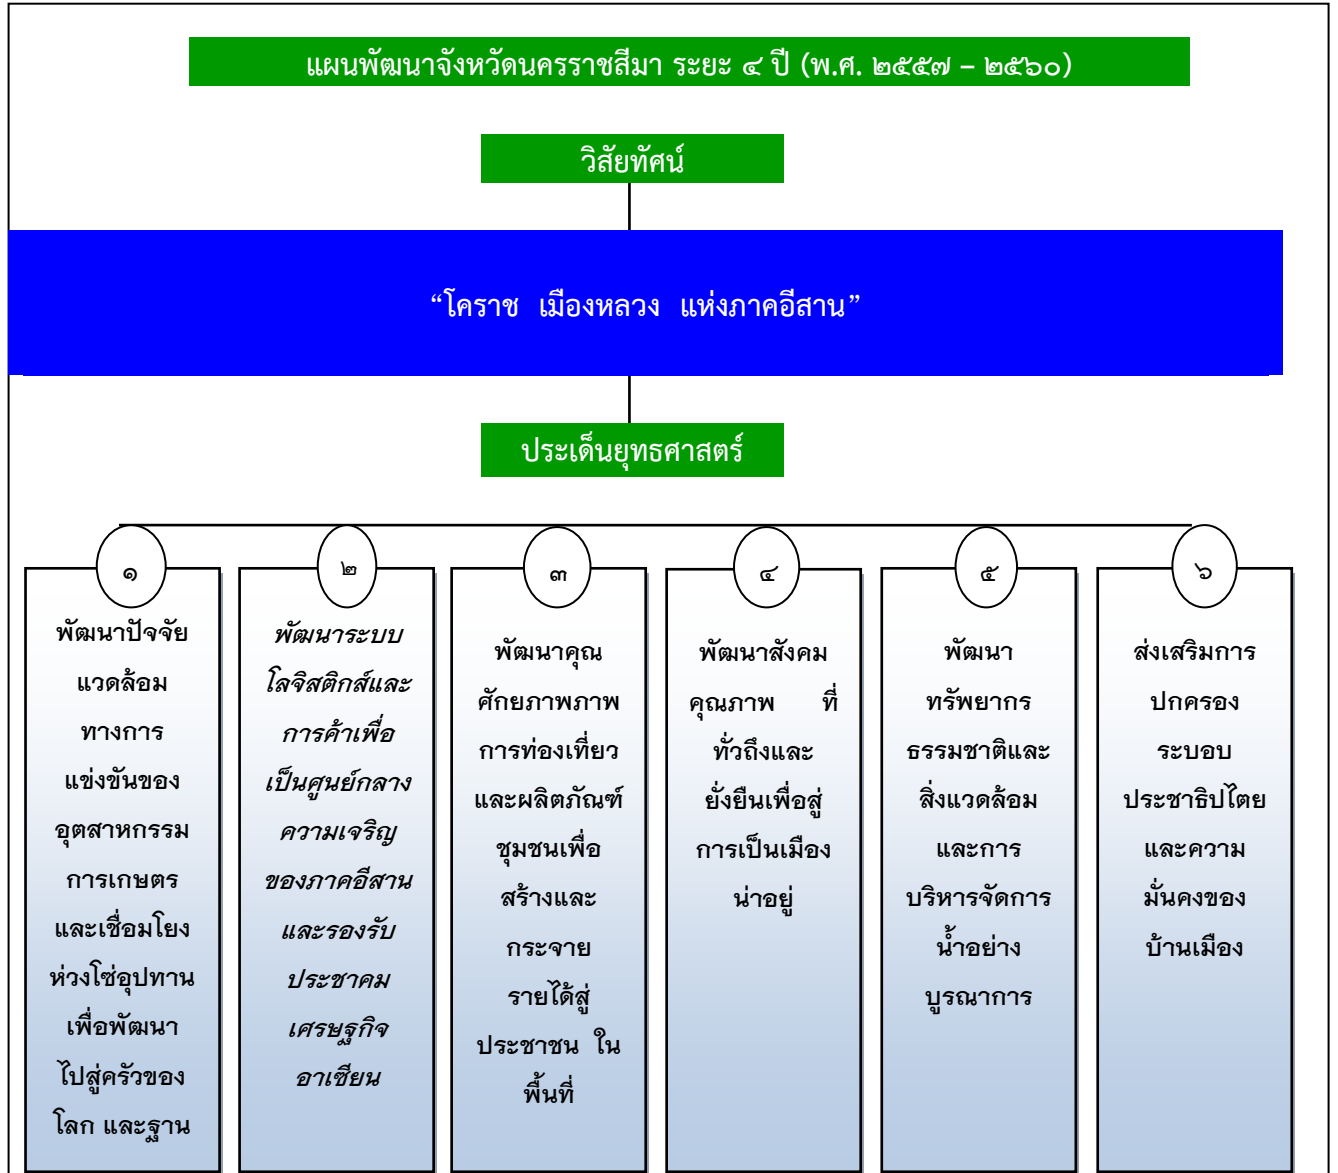 แผนพัฒนาจังหวัดนครราชสีมา ระยะ ๔ ปี (พ.ศ. ๒๕๕๗ – ๒๕๖๐)
วิสัยทัศน์
“โคราช เมืองหลวง แห่งภาคอีสาน”
ประเด็นยุทธศาสตร์
๑
พัฒนาปัจจัย
แวดล้อม
ทางการ
แข่งขันของ
อุตสาหกรรม
การเกษตร
และเชื่อมโยง
ห่วงโซ่อุปทาน
เพื่อพัฒนา
ไปสู่ครัวของ
โลก และฐาน
๒
พัฒนาระบบ
โลจิสติกส์และ
การค้าเพื่อ
เป็นศูนย์กลาง
ความเจริญ
ของภาคอีสาน
และรองรับ
ประชาคม
เศรษฐกิจ
อาเซียน
๓
พัฒนาคุณ
ศักยภาพภาพ
การท่องเที่ยว
และผลิตภัณฑ์
ชุมชนเพื่อ
สร้างและ
กระจาย
รายได้สู่
ประชาชน ใน
พื้นที่
๔
พัฒนาสังคม
คุณภาพ ที่
ทั่วถึงและ
ยั่งยืนเพื่อสู่
การเป็นเมือง
น่าอยู่
๕
พัฒนา
ทรัพยากร
ธรรมชาติและ
สิ่งแวดล้อม
และการ
บริหารจัดการ
น้ำอย่าง
บูรณาการ
๖
ส่งเสริมการ
ปกครอง
ระบอบ
ประชาธิปไตย
และความ
มั่นคงของ
บ้านเมือง